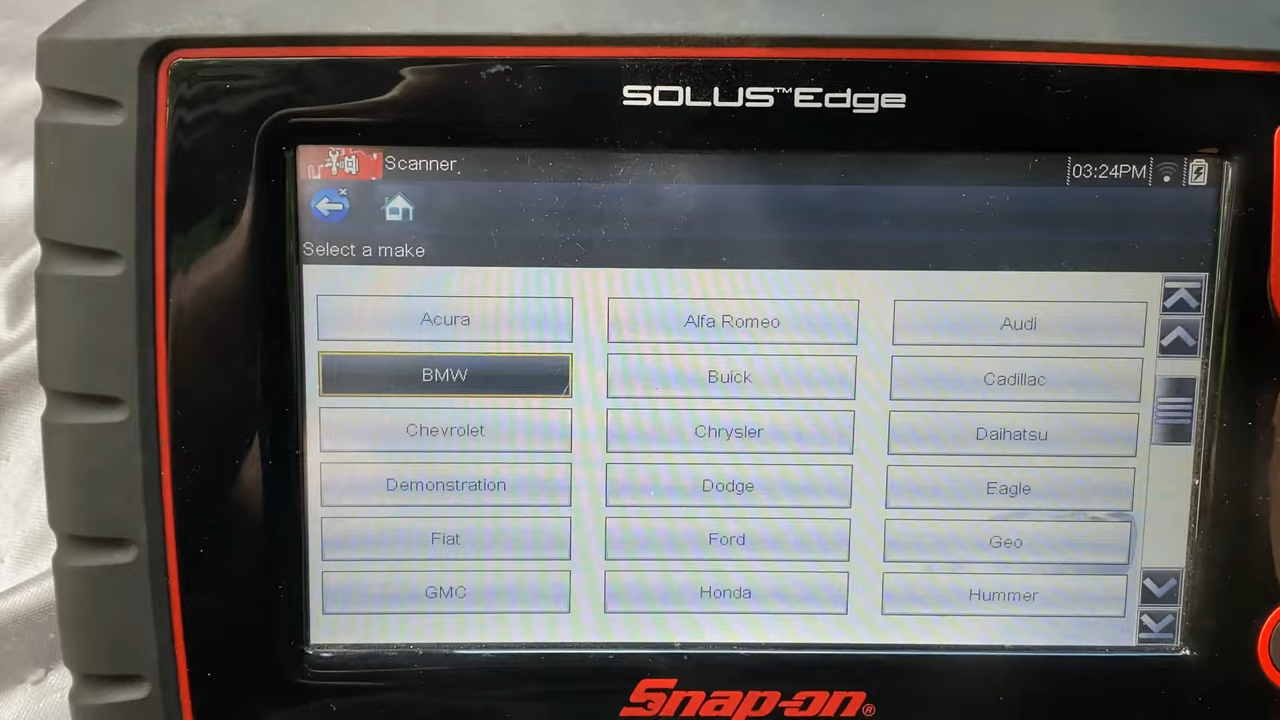 SOLUS™Edge
Scanner
03:24PM
Select a make
Acura Alfa Romeo Audi
BMW Buick Cadillac
Chevrolet Chrysler Daihatsu
Demonstration Dodge Eagle
Fiat Ford Geo
GMC Honda Hummer
Snap-on®